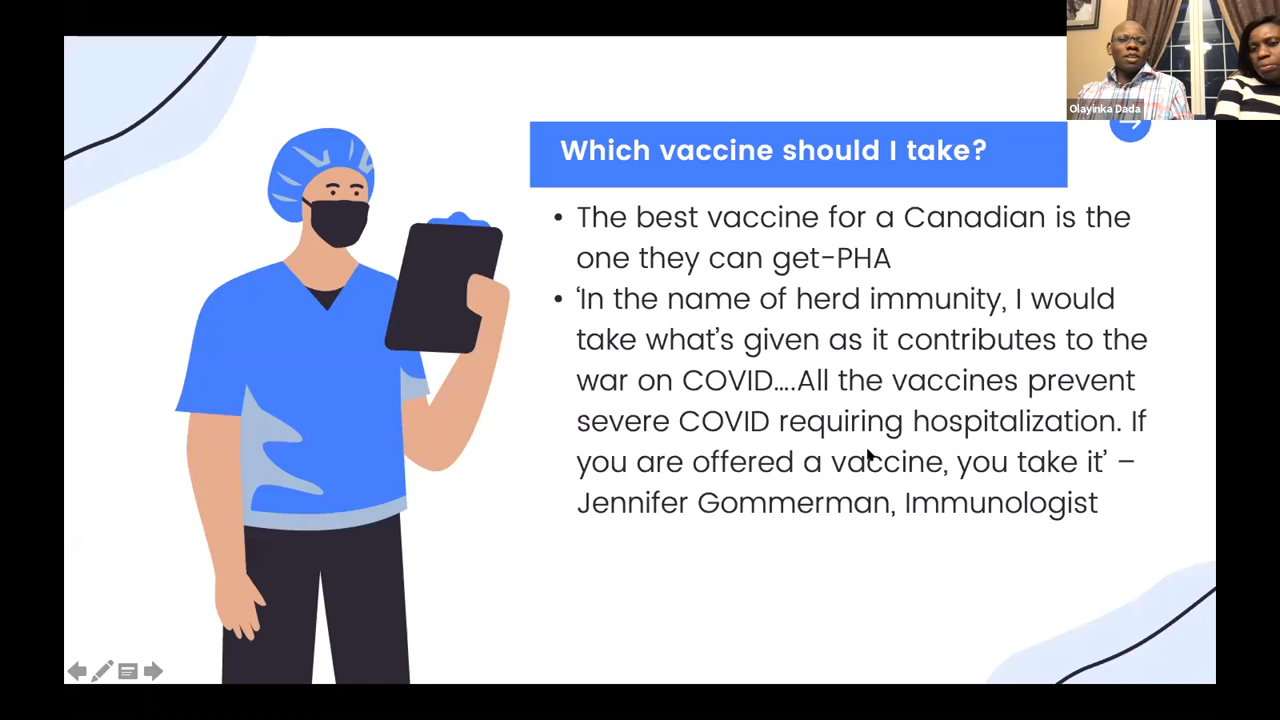 Olayinka Dada
Which vaccine should I take?
• The best vaccine for a Canadian is the
one they can get-PHA
• ‘In the name of herd immunity, I would
take what’s given as it contributes to the
war on COVID….All the vaccines prevent
severe COVID requiring hospitalization. If
you are offered a vaccine, you take it’ –
Jennifer Gommerman, Immunologist